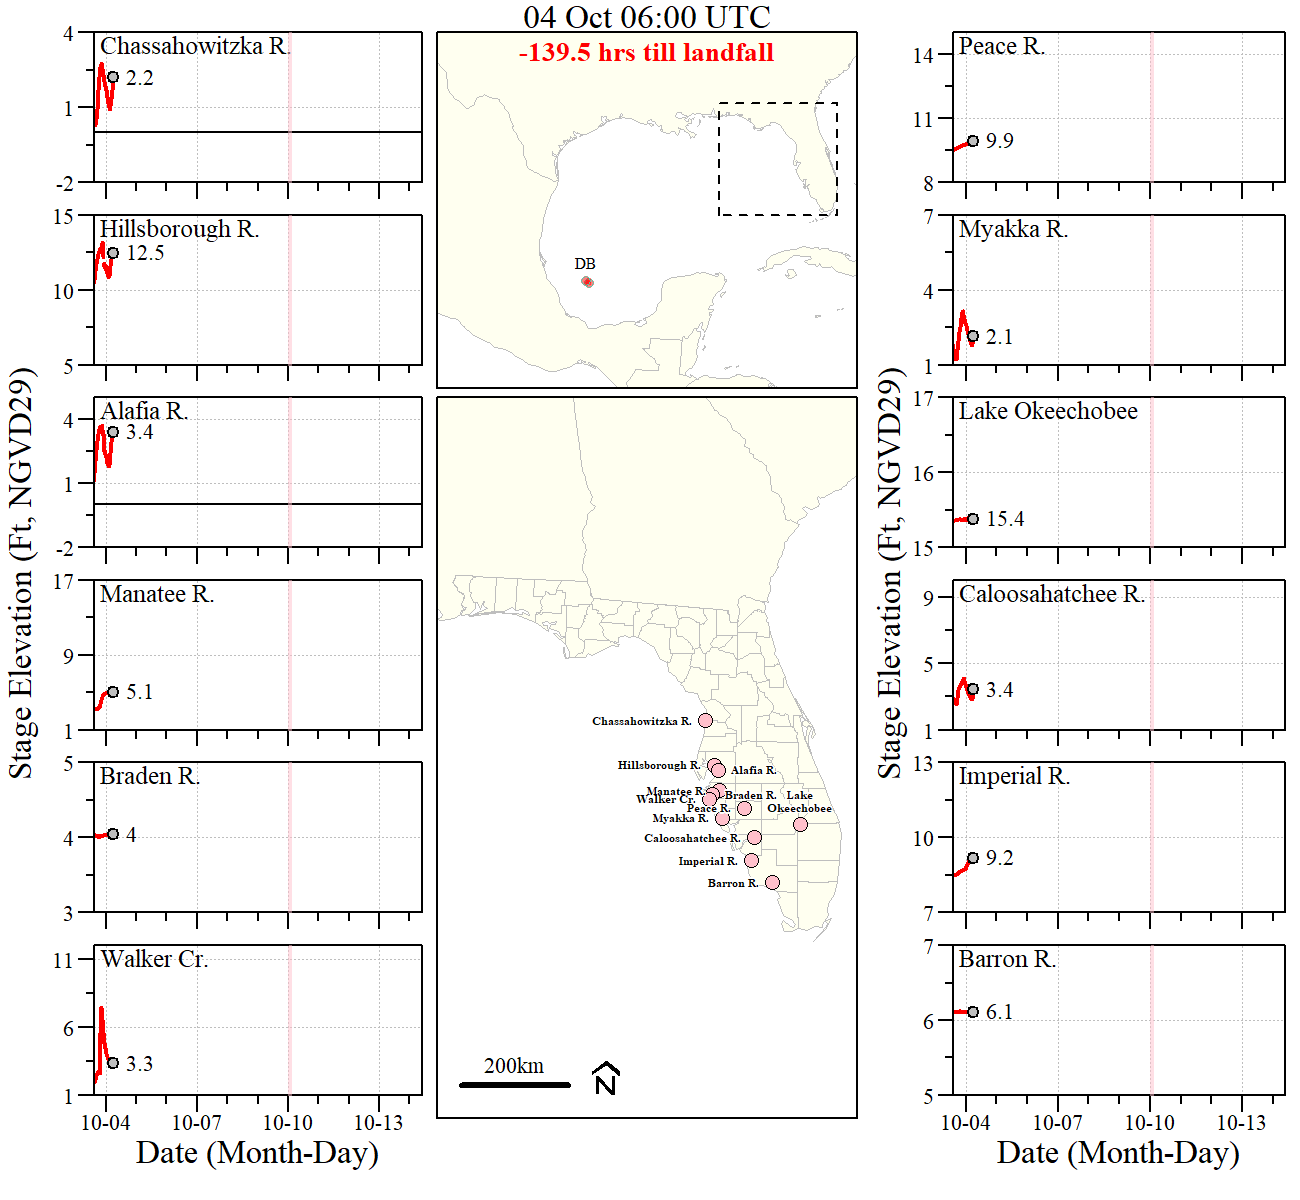 04 Oct 06:00 UTC
-139.5 hrs till landfall
DB
Stage Elevation (Ft, NGVD29)
4
1
-2
Chassahowitzka R.
2.2
15
10
5
Hillsborough R.
12.5
4
1
-2
Alafia R.
3.4
17
9
1
Manatee R.
5.1
5
4
3
Braden R.
4
11
6
1
Walker Cr.
3.3
10-04 10-07 10-10 10-13
Date (Month-Day)
Chassahowitzka R.
Hillsborough R.
Alafia R.
Manatee R.
Braden R.
Lake
Okeechobee
Walker Cr.
Peace R.
Myakka R.
Caloosahatchee R.
Imperial R.
Barron R.
200km
N
Stage Elevation (Ft, NGVD29)
14
11
8
Peace R.
9.9
7
4
1
Myakka R.
2.1
17
16
15
Lake Okeechobee
15.4
9
5
1
Caloosahatchee R.
3.4
13
10
7
Imperial R.
9.2
7
6
5
Barron R.
6.1
10-04 10-07 10-10 10-13
Date (Month-Day)